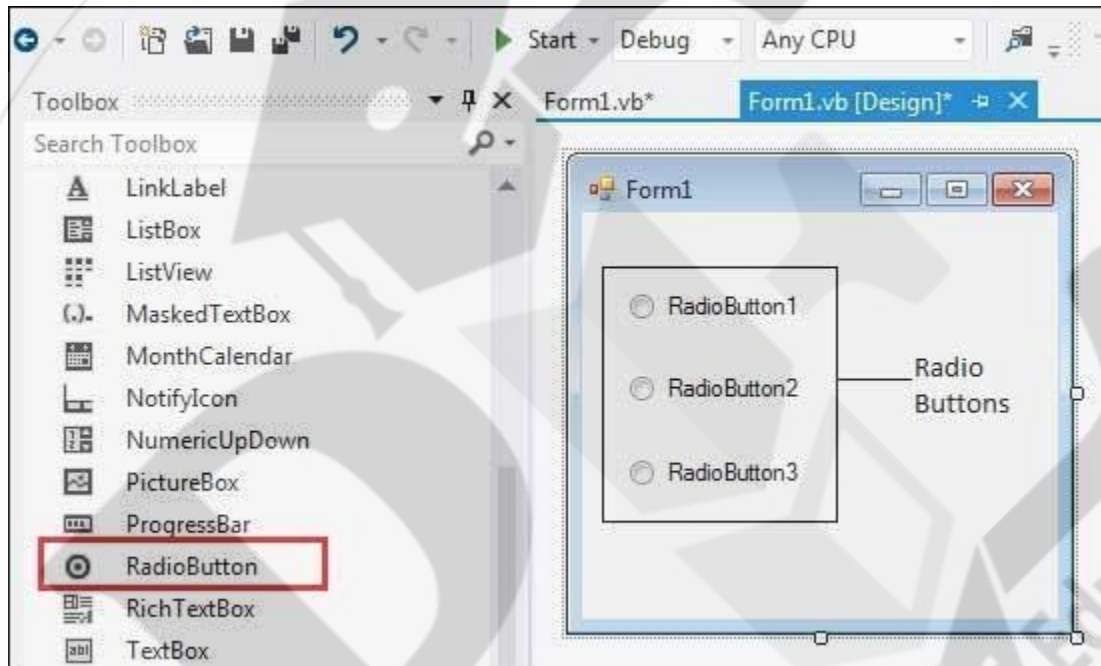 Start Debug Any CPU
Toolbox
Form1.vb* Form1.vb [Design]*
Search Toolbox
LinkLabel
ListBox
ListView
MaskedTextBox
MonthCalendar
NotifyIcon
NumericUpDown
PictureBox
ProgressBar
RadioButton
RichTextBox
TextBox
Form1
RadioButton1
RadioButton2
RadioButton3
Radio
Buttons